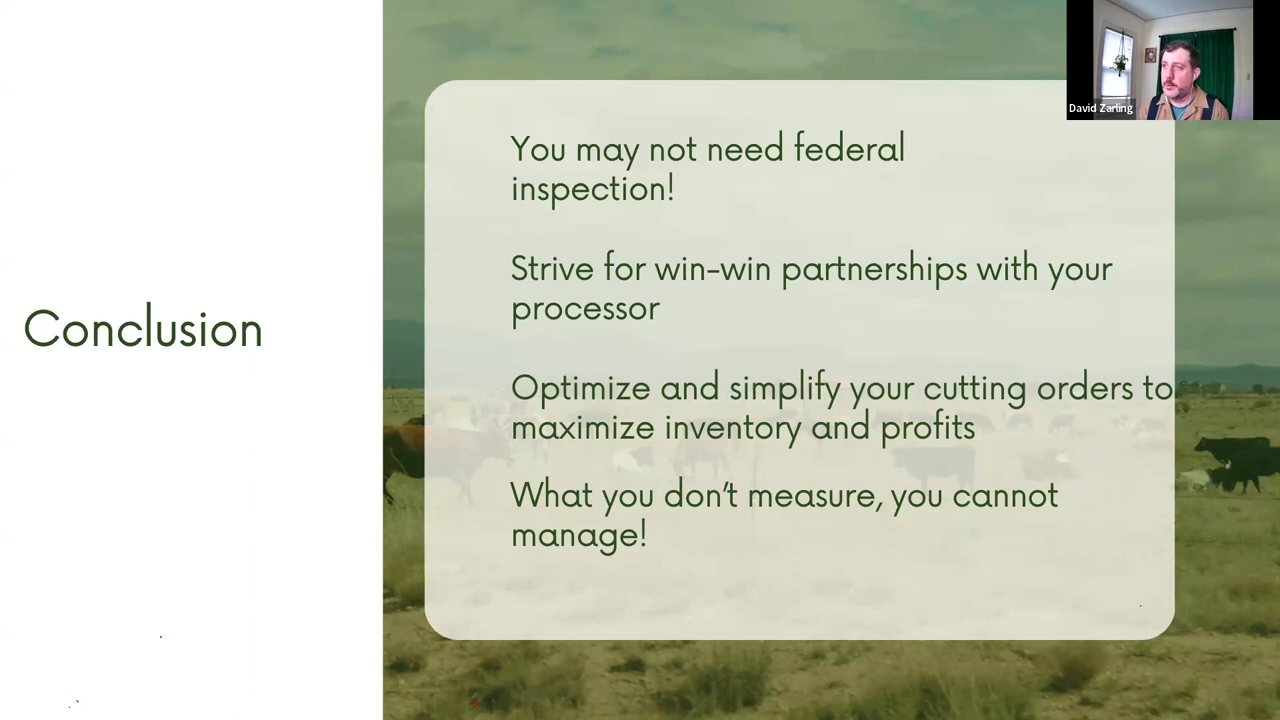 David Zarling
Conclusion
You may not need federal
inspection!
Strive for win-win partnerships with your
processor
Optimize and simplify your cutting orders to
maximize inventory and profits
What you don't measure, you cannot
manage!